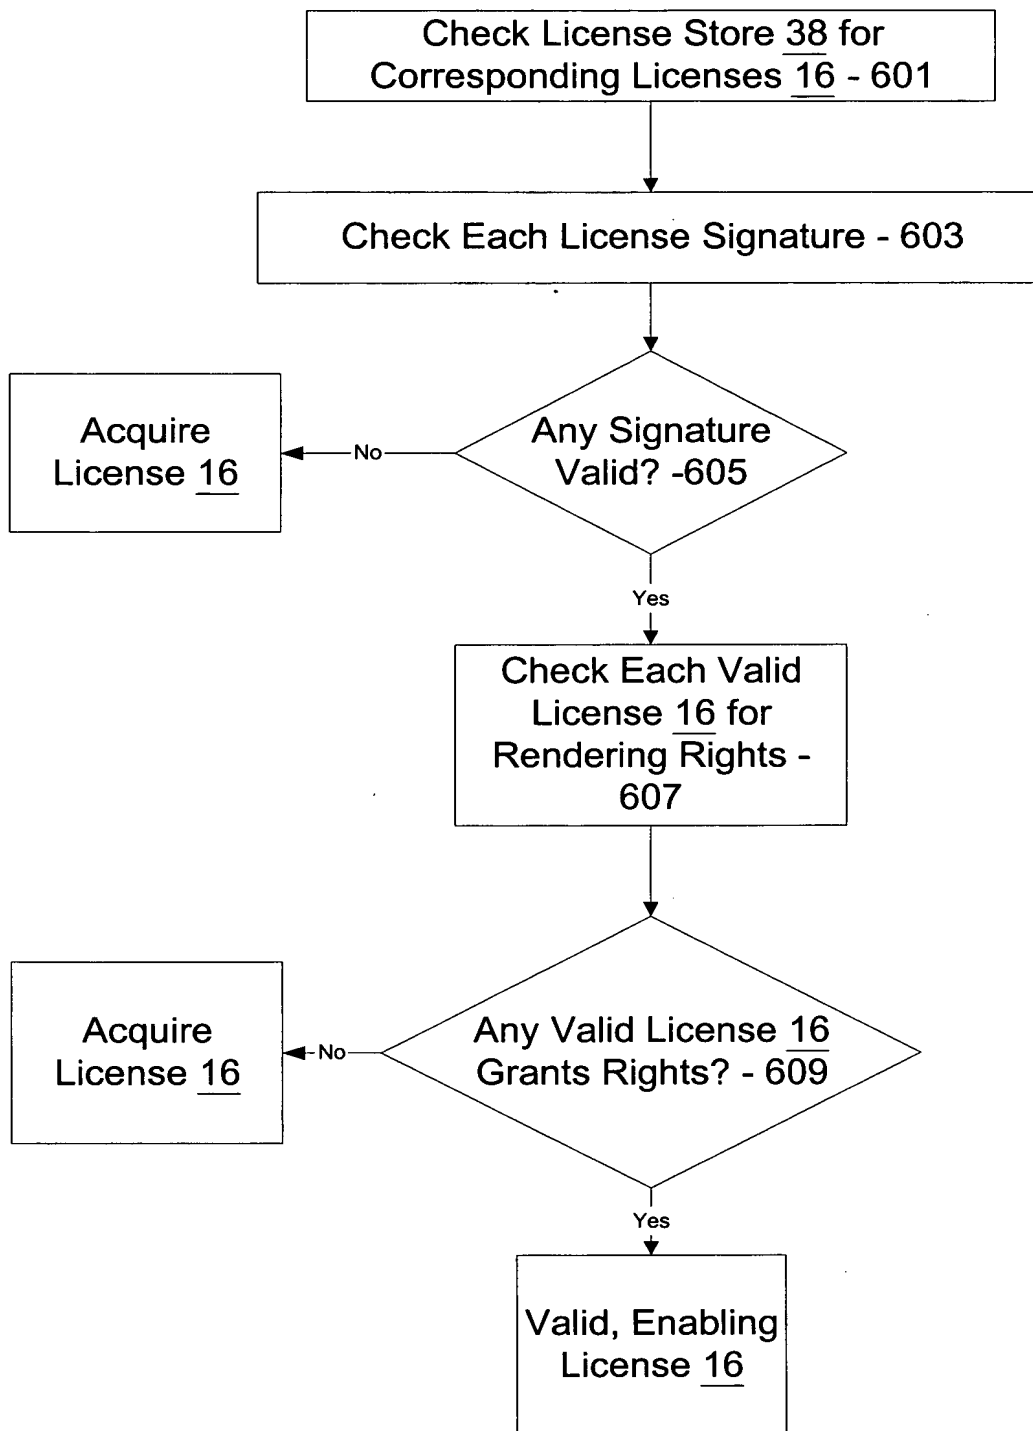 Check License Store 38 for
Corresponding Licenses 16 - 601
Check Each License Signature - 603
Any Signature
Valid? -605
No
Acquire
License 16
Yes
Check Each Valid
License 16 for
Rendering Rights -
607
Any Valid License 16
Grants Rights? - 609
No
Acquire
License 16
Yes
Valid, Enabling
License 16